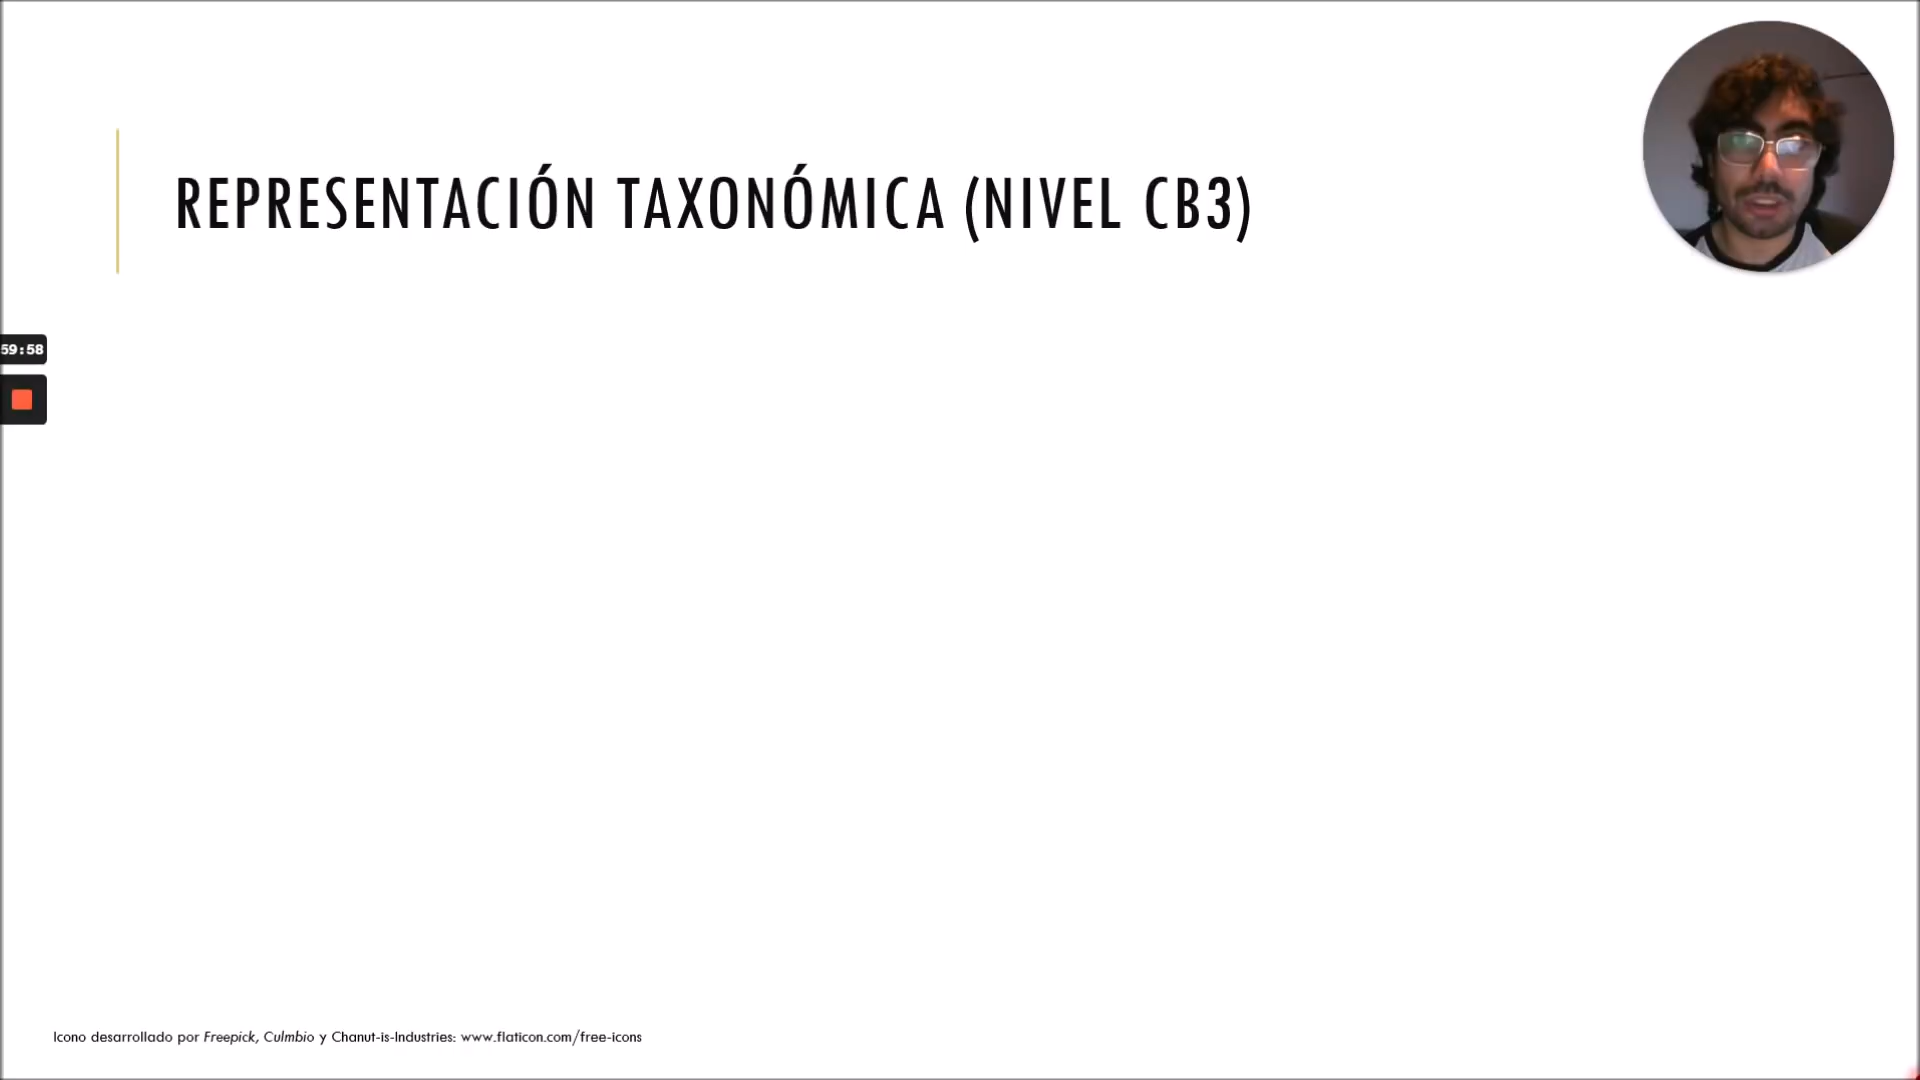 REPRESENTACIÓN TAXONÓMICA (NIVEL CB3)
59:58
Icono desarrollado por Freepick, Culmbio y Chanut-is-Industries: www.flaticon.com/free-icons